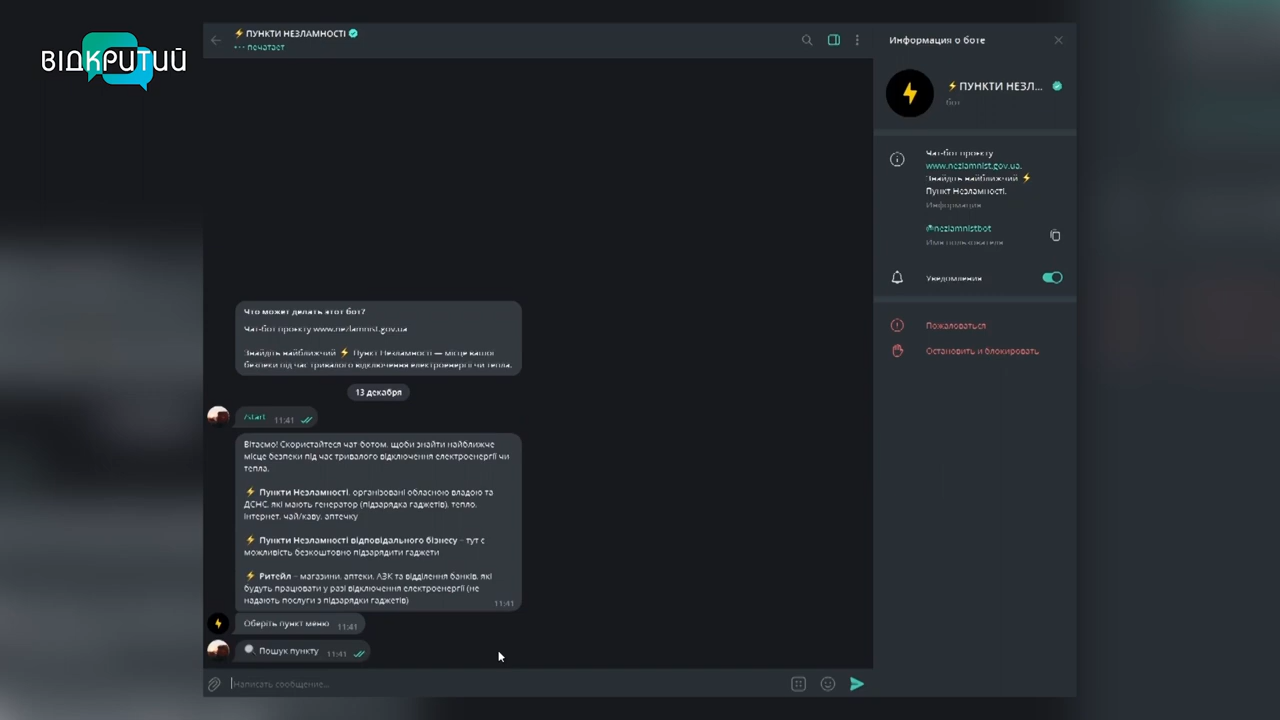 ВІДКРИТИЙ
⚡ПУНКТИ НЕЗЛАМНОСТІ
печатает
Информация о боте
⚡ПУНКТИ НЕЗЛ...
бот
Чат-бот проєкту
www.nezlamnist.gov.ua.
Знайдіть найближчий ⚡
Пункт Незламності.
Информация
@nezlamnistbot
Имя пользователя
Уведомления
Пожаловаться
Остановить и блокировать
Что может делать этот бот?
Чат-бот проєкту www.nezlamnist.gov.ua
Знайдіть найближчий ⚡ Пункт Незламності — місце вашої
безпеки під час тривалого відключення електроенергії чи тепла.
13 декабря
/start 11:41
Вітаємо! Скористайтеся чат ботом, щоби знайти найближче
місце безпеки під час тривалого відключення електроенергії чи
тепла.
⚡ Пункти Незламності, організовані обласною владою та
ДСНС, які мають генератор (підзарядка гаджетів), тепло,
інтернет, чай/каву, аптечку
⚡ Пункти Незламності відповідального бізнесу – тут є
можливість безкоштовно підзарядити гаджети
⚡ Ритейл – магазини, аптеки, АЗК та відділення банків, які
будуть працювати у разі відключення електроенергії (не
надають послуги з підзарядки гаджетів)
11:41
Оберіть пункт меню 11:41
Пошук пункту 11:41
Написать сообщение...